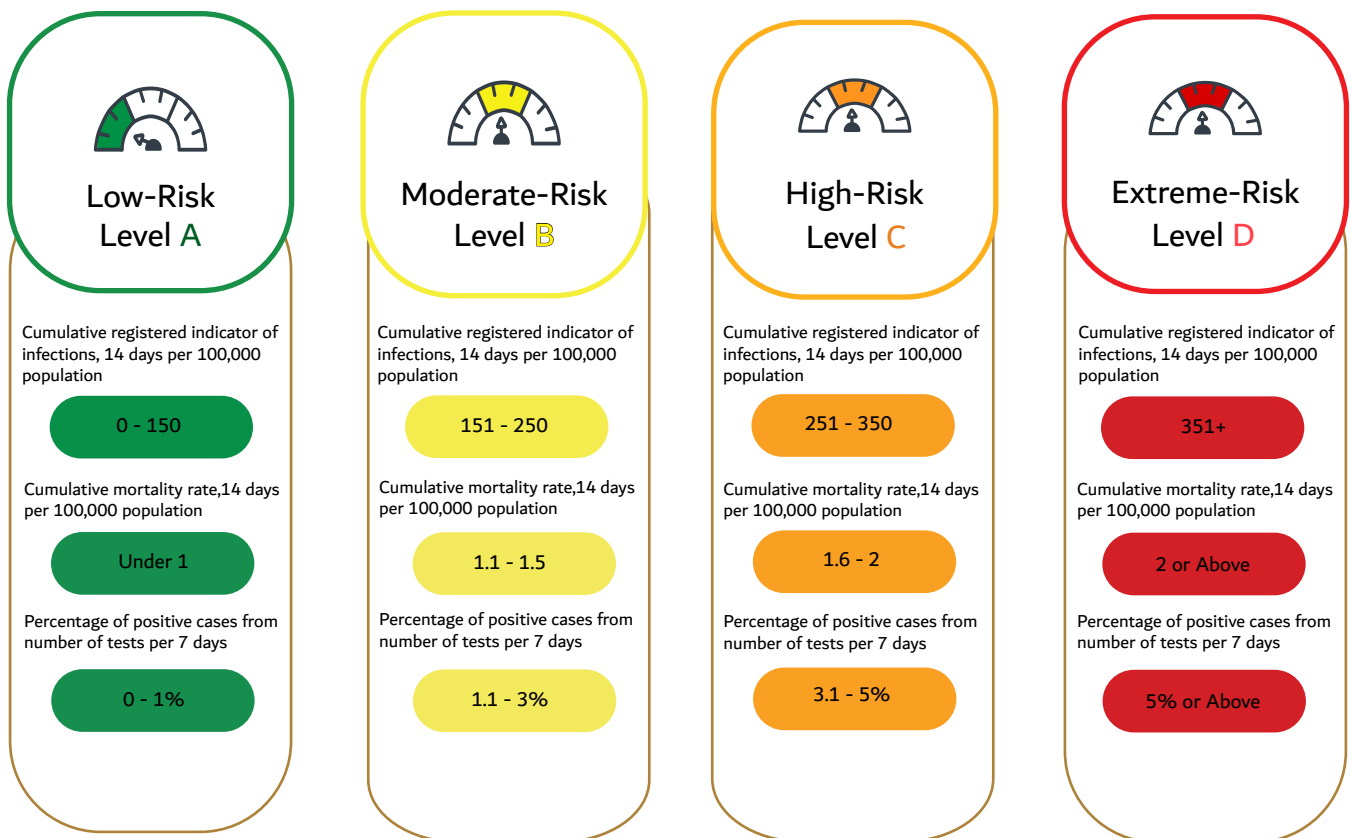 Low-Risk
Level A
Cumulative registered indicator of
infections, 14 days per 100,000
population
0 - 150
Cumulative mortality rate,14 days
per 100,000 population
Under 1
Percentage of positive cases from
number of tests per 7 days
0 - 1%
Moderate-Risk
Level B
Cumulative registered indicator of
infections, 14 days per 100,000
population
151 - 250
Cumulative mortality rate,14 days
per 100,000 population
1.1 - 1.5
Percentage of positive cases from
number of tests per 7 days
1.1 - 3%
High-Risk
Level C
Cumulative registered indicator of
infections, 14 days per 100,000
population
251 - 350
Cumulative mortality rate,14 days
per 100,000 population
1.6 - 2
Percentage of positive cases from
number of tests per 7 days
3.1 - 5%
Extreme-Risk
Level D
Cumulative registered indicator of
infections, 14 days per 100,000
population
351+
Cumulative mortality rate,14 days
per 100,000 population
2 or Above
Percentage of positive cases from
number of tests per 7 days
5% or Above